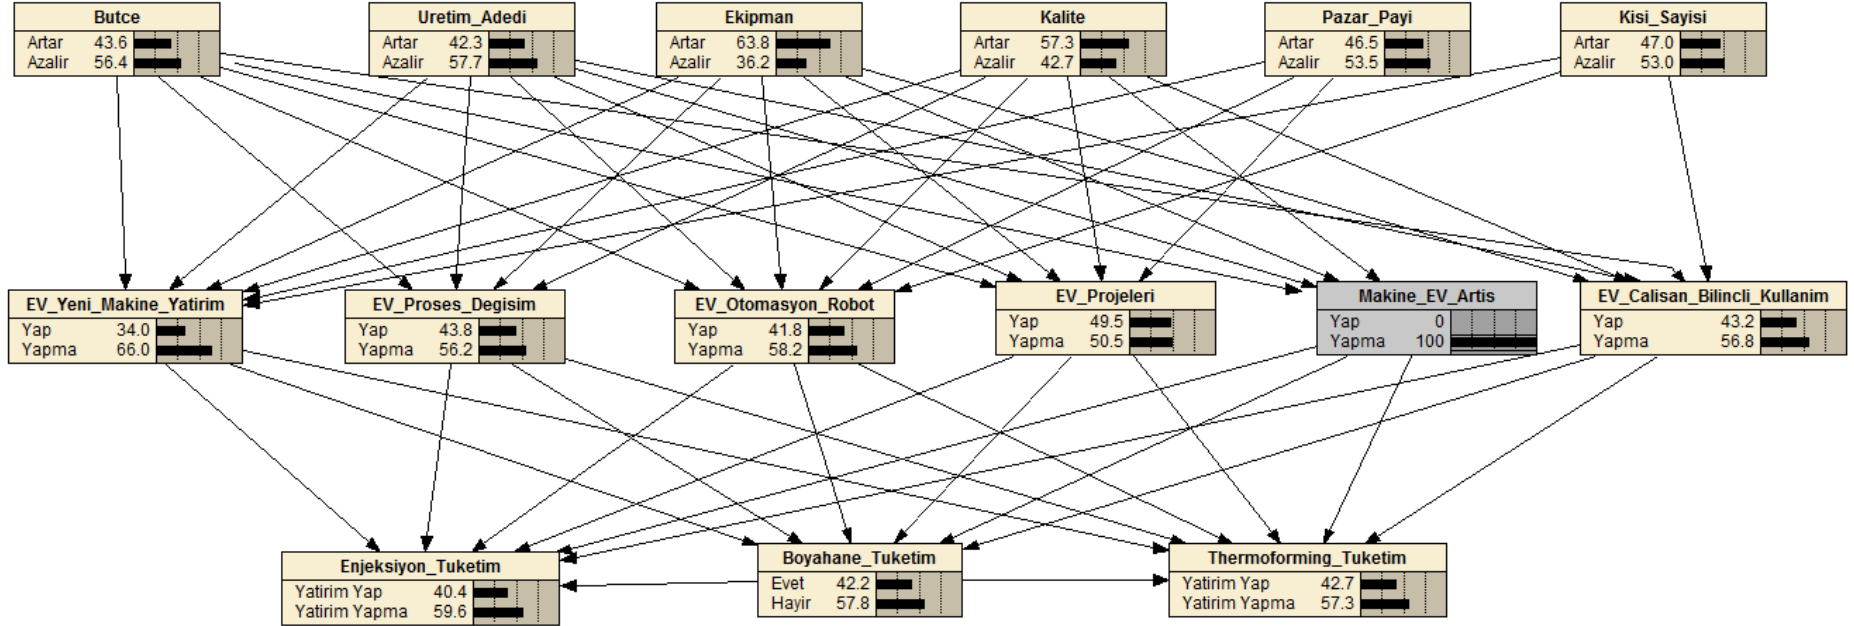 Butce
Artar 43.6
Azalir 56.4
Uretim_Adedi
Artar 42.3
Azalir 57.7
Ekipman
Artar 63.8
Azalir 36.2
Kalite
Artar 57.3
Azalir 42.7
Pazar_Payi
Artar 46.5
Azalir 53.5
Kisi_Sayisi
Artar 47.0
Azalir 53.0
EV_Yeni_Makine_Yatirim
Yap 34.0
Yapma 66.0
EV_Proses_Degisim
Yap 43.8
Yapma 56.2
EV_Otomasyon_Robot
Yap 41.8
Yapma 58.2
EV_Projeleri
Yap 49.5
Yapma 50.5
Makine_EV_Artis
Yap 0
Yapma 100
EV_Calisan_Bilincli_Kullanim
Yap 43.2
Yapma 56.8
Enjeksiyon_Tuketim
Yatirim Yap 40.4
Yatirim Yapma 59.6
Boyahane_Tuketim
Evet 42.2
Hayir 57.8
Thermoforming_Tuketim
Yatirim Yap 42.7
Yatirim Yapma 57.3